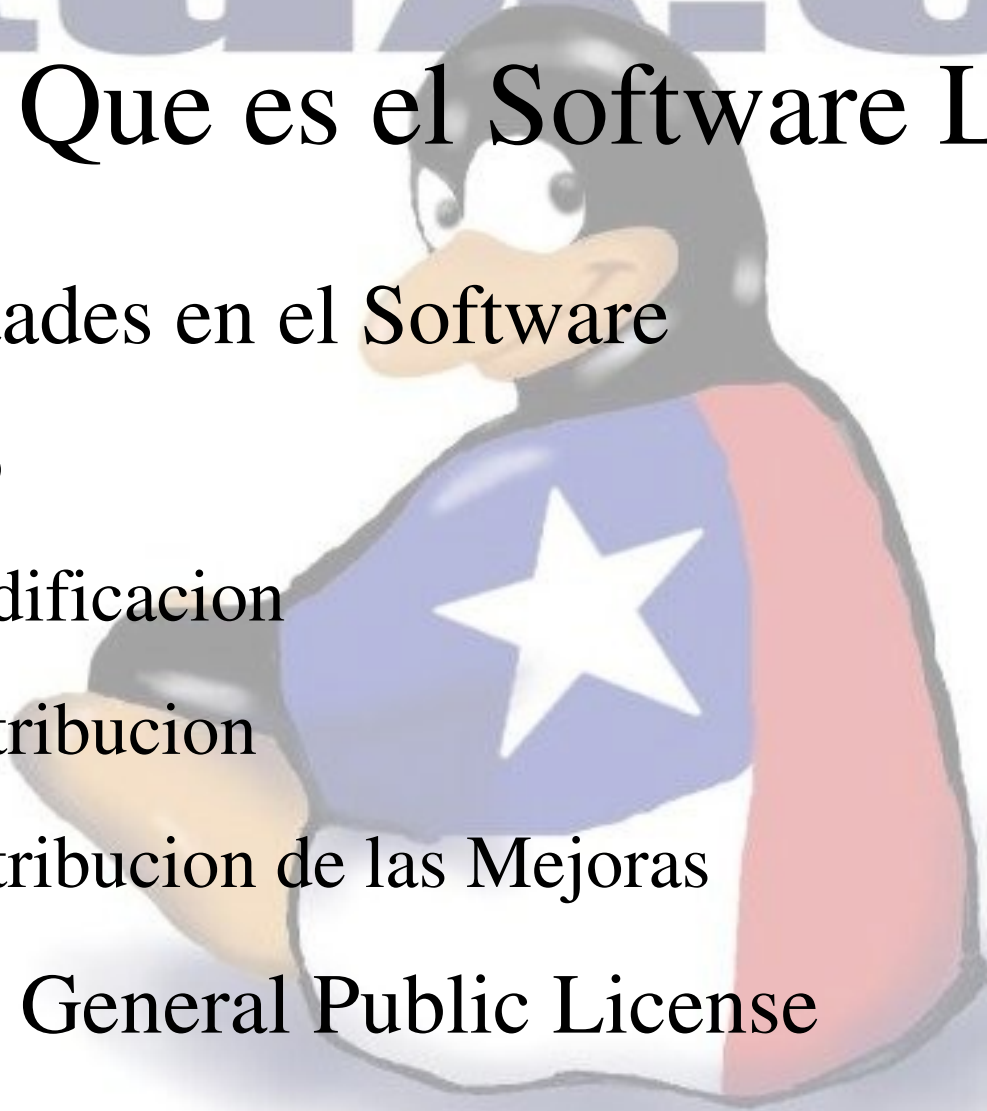 Que es el Software L
ades en el Software
dificacion
tribucion
tribucion de las Mejoras
General Public License